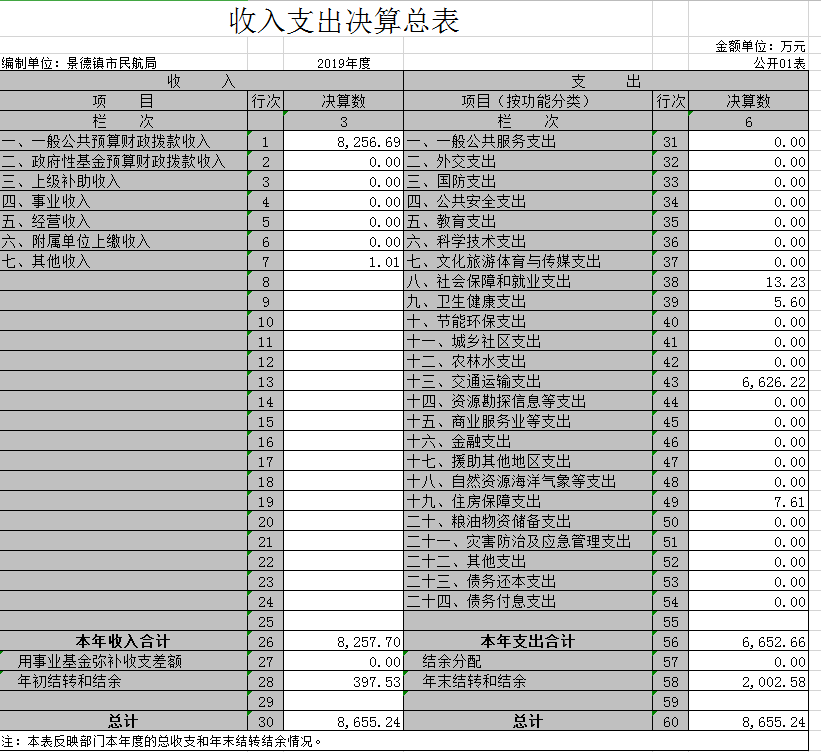 收入支出决算总表
金额单位：万元
编制单位：景德镇市民航局 2019年度 公开01表
收 入 支 出
项 目 行次 决算数 项目（按功能分类） 行次 决算数
栏 次 3 栏 次 6
一、一般公共预算财政拨款收入 1 8,256.69 一、一般公共服务支出 31 0.00
二、政府性基金预算财政拨款收入 2 0.00 二、外交支出 32 0.00
三、上级补助收入 3 0.00 三、国防支出 33 0.00
四、事业收入 4 0.00 四、公共安全支出 34 0.00
五、经营收入 5 0.00 五、教育支出 35 0.00
六、附属单位上缴收入 6 0.00 六、科学技术支出 36 0.00
七、其他收入 7 1.01 七、文化旅游体育与传媒支出 37 0.00
8 八、社会保障和就业支出 38 13.23
9 九、卫生健康支出 39 5.60
10 十、节能环保支出 40 0.00
11 十一、城乡社区支出 41 0.00
12 十二、农林水支出 42 0.00
13 十三、交通运输支出 43 6,626.22
14 十四、资源勘探信息等支出 44 0.00
15 十五、商业服务业等支出 45 0.00
16 十六、金融支出 46 0.00
17 十七、援助其他地区支出 47 0.00
18 十八、自然资源海洋气象等支出 48 0.00
19 十九、住房保障支出 49 7.61
20 二十、粮油物资储备支出 50 0.00
21 二十一、灾害防治及应急管理支出 51 0.00
22 二十二、其他支出 52 0.00
23 二十三、债务还本支出 53 0.00
24 二十四、债务付息支出 54 0.00
25 55
本年收入合计 26 8,257.70 本年支出合计 56 6,652.66
用事业基金弥补收支差额 27 0.00 结余分配 57 0.00
年初结转和结余 28 397.53 年末结转和结余 58 2,002.58
29 59
总计 30 8,655.24 总计 60 8,655.24
注：本表反映部门本年度的总收支和年末结转结余情况。